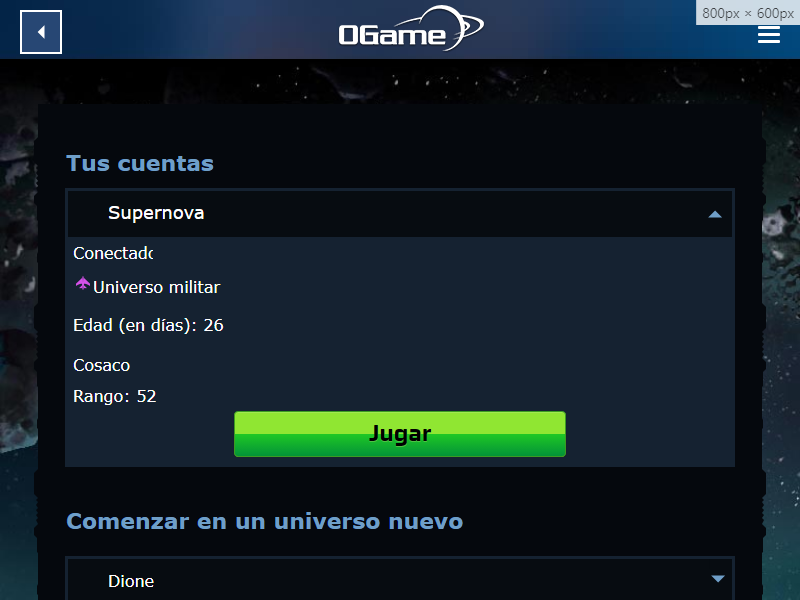 800px × 600px
OGame
Tus cuentas
Supernova
Conectado
Universo militar
Edad (en días): 26
Cosaco
Rango: 52
Jugar
Comenzar en un universo nuevo
Dione